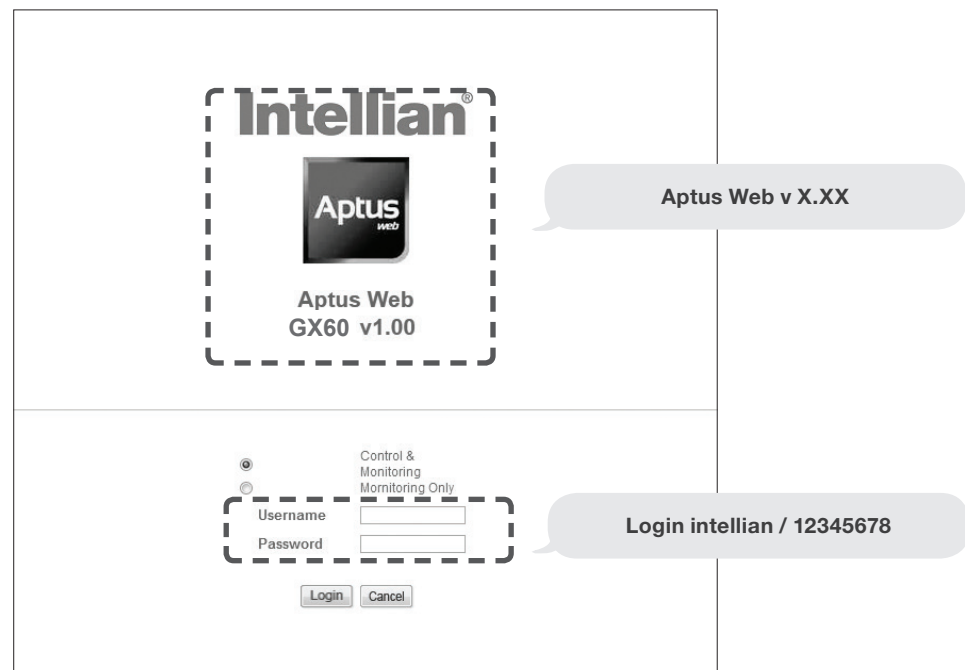 Intellian®
Aptus
web
Aptus Web
GX60 v1.00
Aptus Web v X.XX
Control &
Monitoring
Mornitoring Only
Username
Password
Login intellian / 12345678
Login Cancel